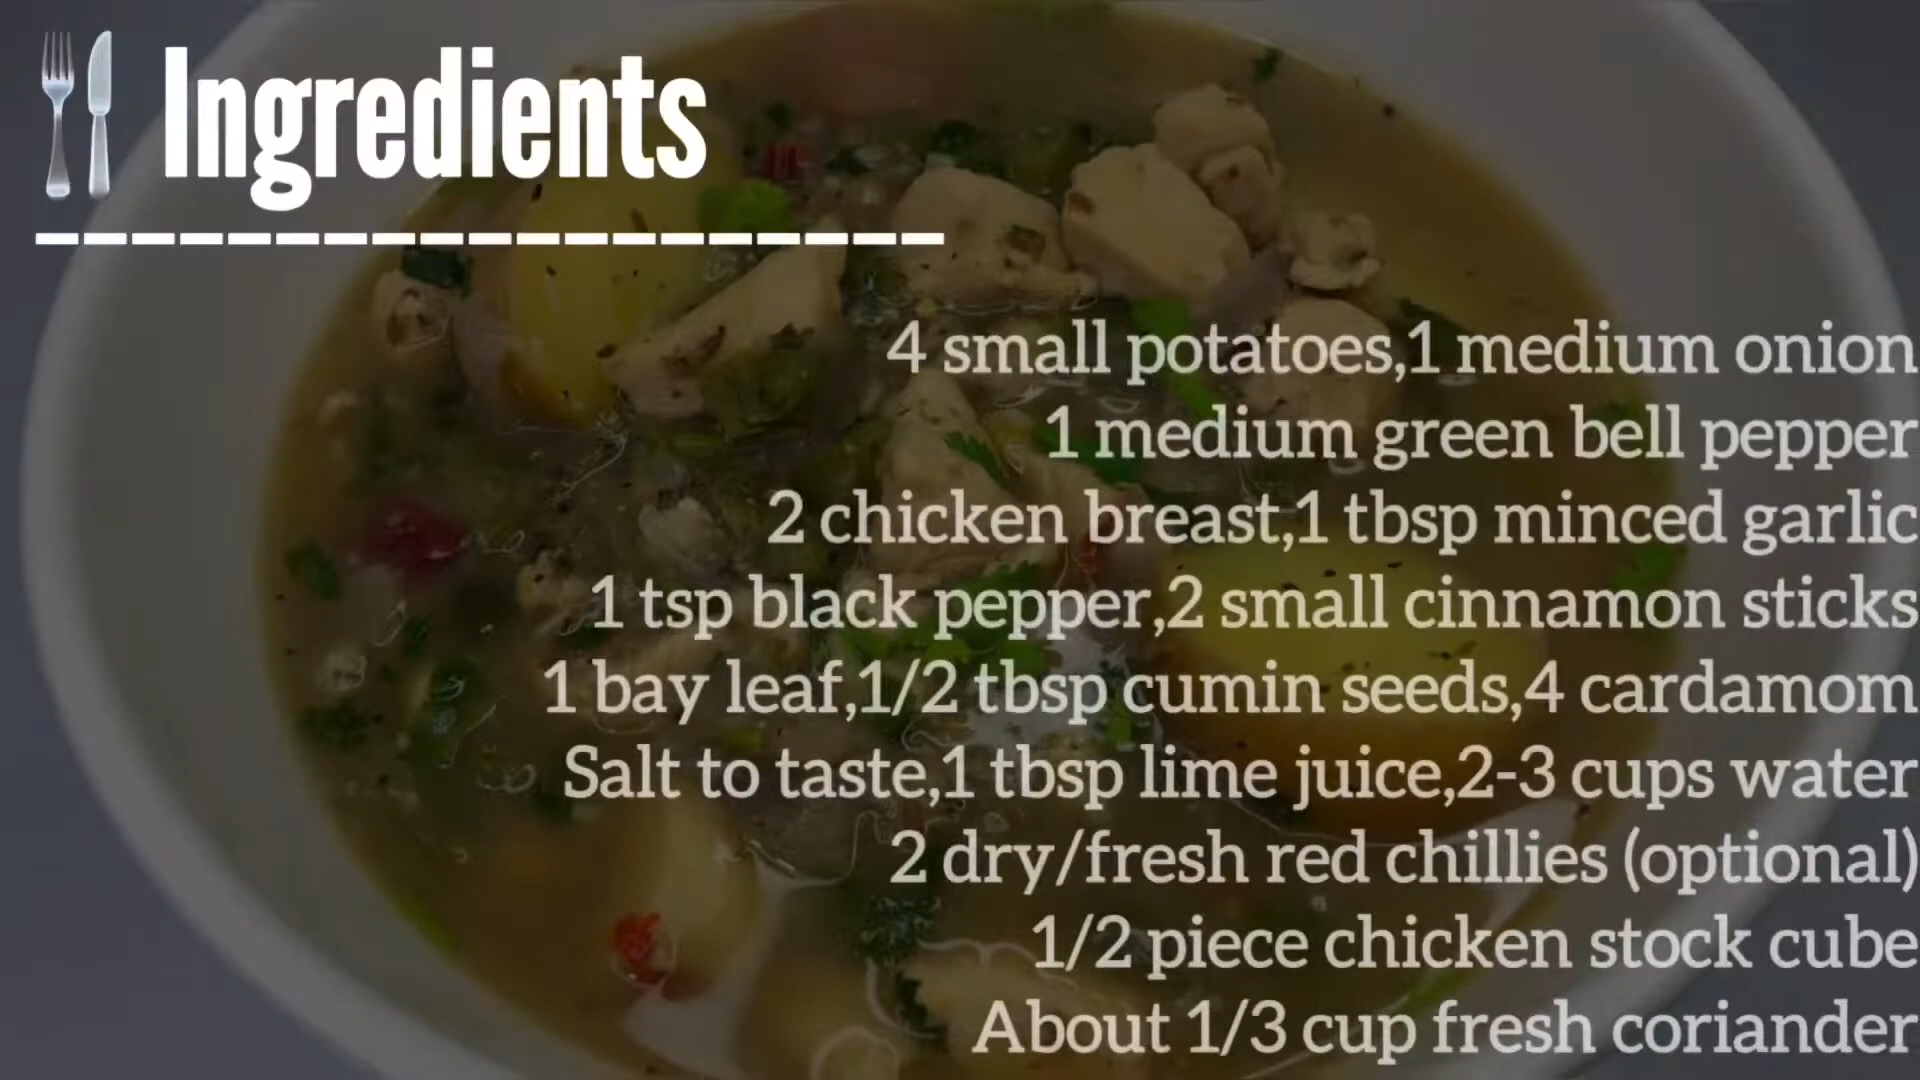 Ingredients
4 small potatoes,1 medium onion
1 medium green bell pepper
2 chicken breast,1 tbsp minced garlic
1 tsp black pepper,2 small cinnamon sticks
1 bay leaf,1/2 tbsp cumin seeds,4 cardamom
Salt to taste,1 tbsp lime juice,2-3 cups water
2 dry/fresh red chillies (optional)
1/2 piece chicken stock cube
About 1/3 cup fresh coriander